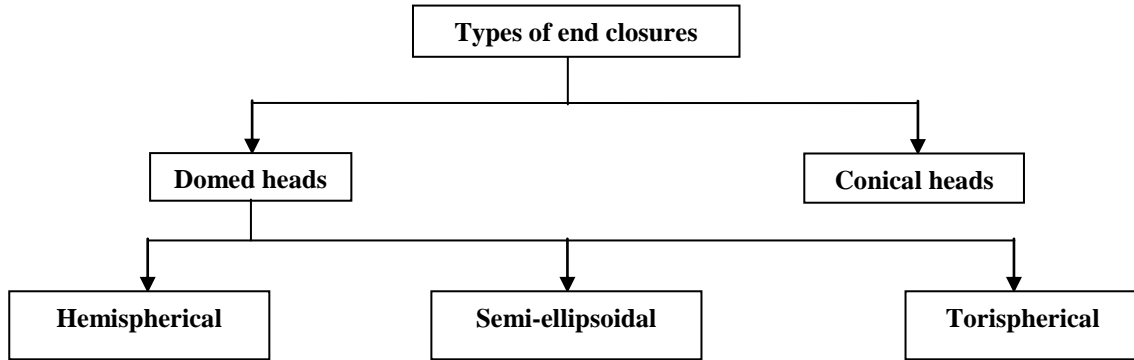 Types of end closures
Domed heads
Conical heads
Hemispherical
Semi-ellipsoidal
Torispherical